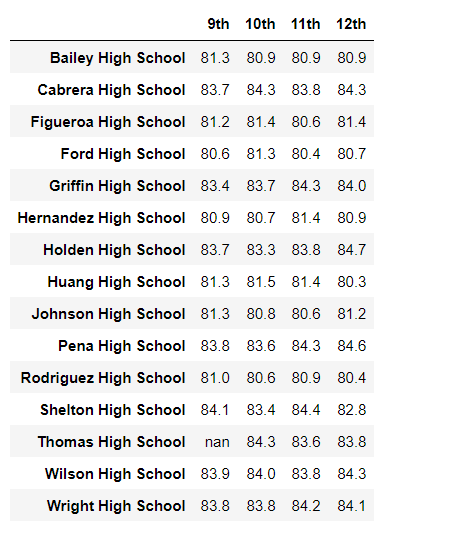 9th 10th 11th 12th
Bailey High School 81.3 80.9 80.9 80.9
Cabrera High School 83.7 84.3 83.8 84.3
Figueroa High School 81.2 81.4 80.6 81.4
Ford High School 80.6 81.3 80.4 80.7
Griffin High School 83.4 83.7 84.3 84.0
Hernandez High School 80.9 80.7 81.4 80.9
Holden High School 83.7 83.3 83.8 84.7
Huang High School 81.3 81.5 81.4 80.3
Johnson High School 81.3 80.8 80.6 81.2
Pena High School 83.8 83.6 84.3 84.6
Rodriguez High School 81.0 80.6 80.9 80.4
Shelton High School 84.1 83.4 84.4 82.8
Thomas High School nan 84.3 83.6 83.8
Wilson High School 83.9 84.0 83.8 84.3
Wright High School 83.8 83.8 84.2 84.1